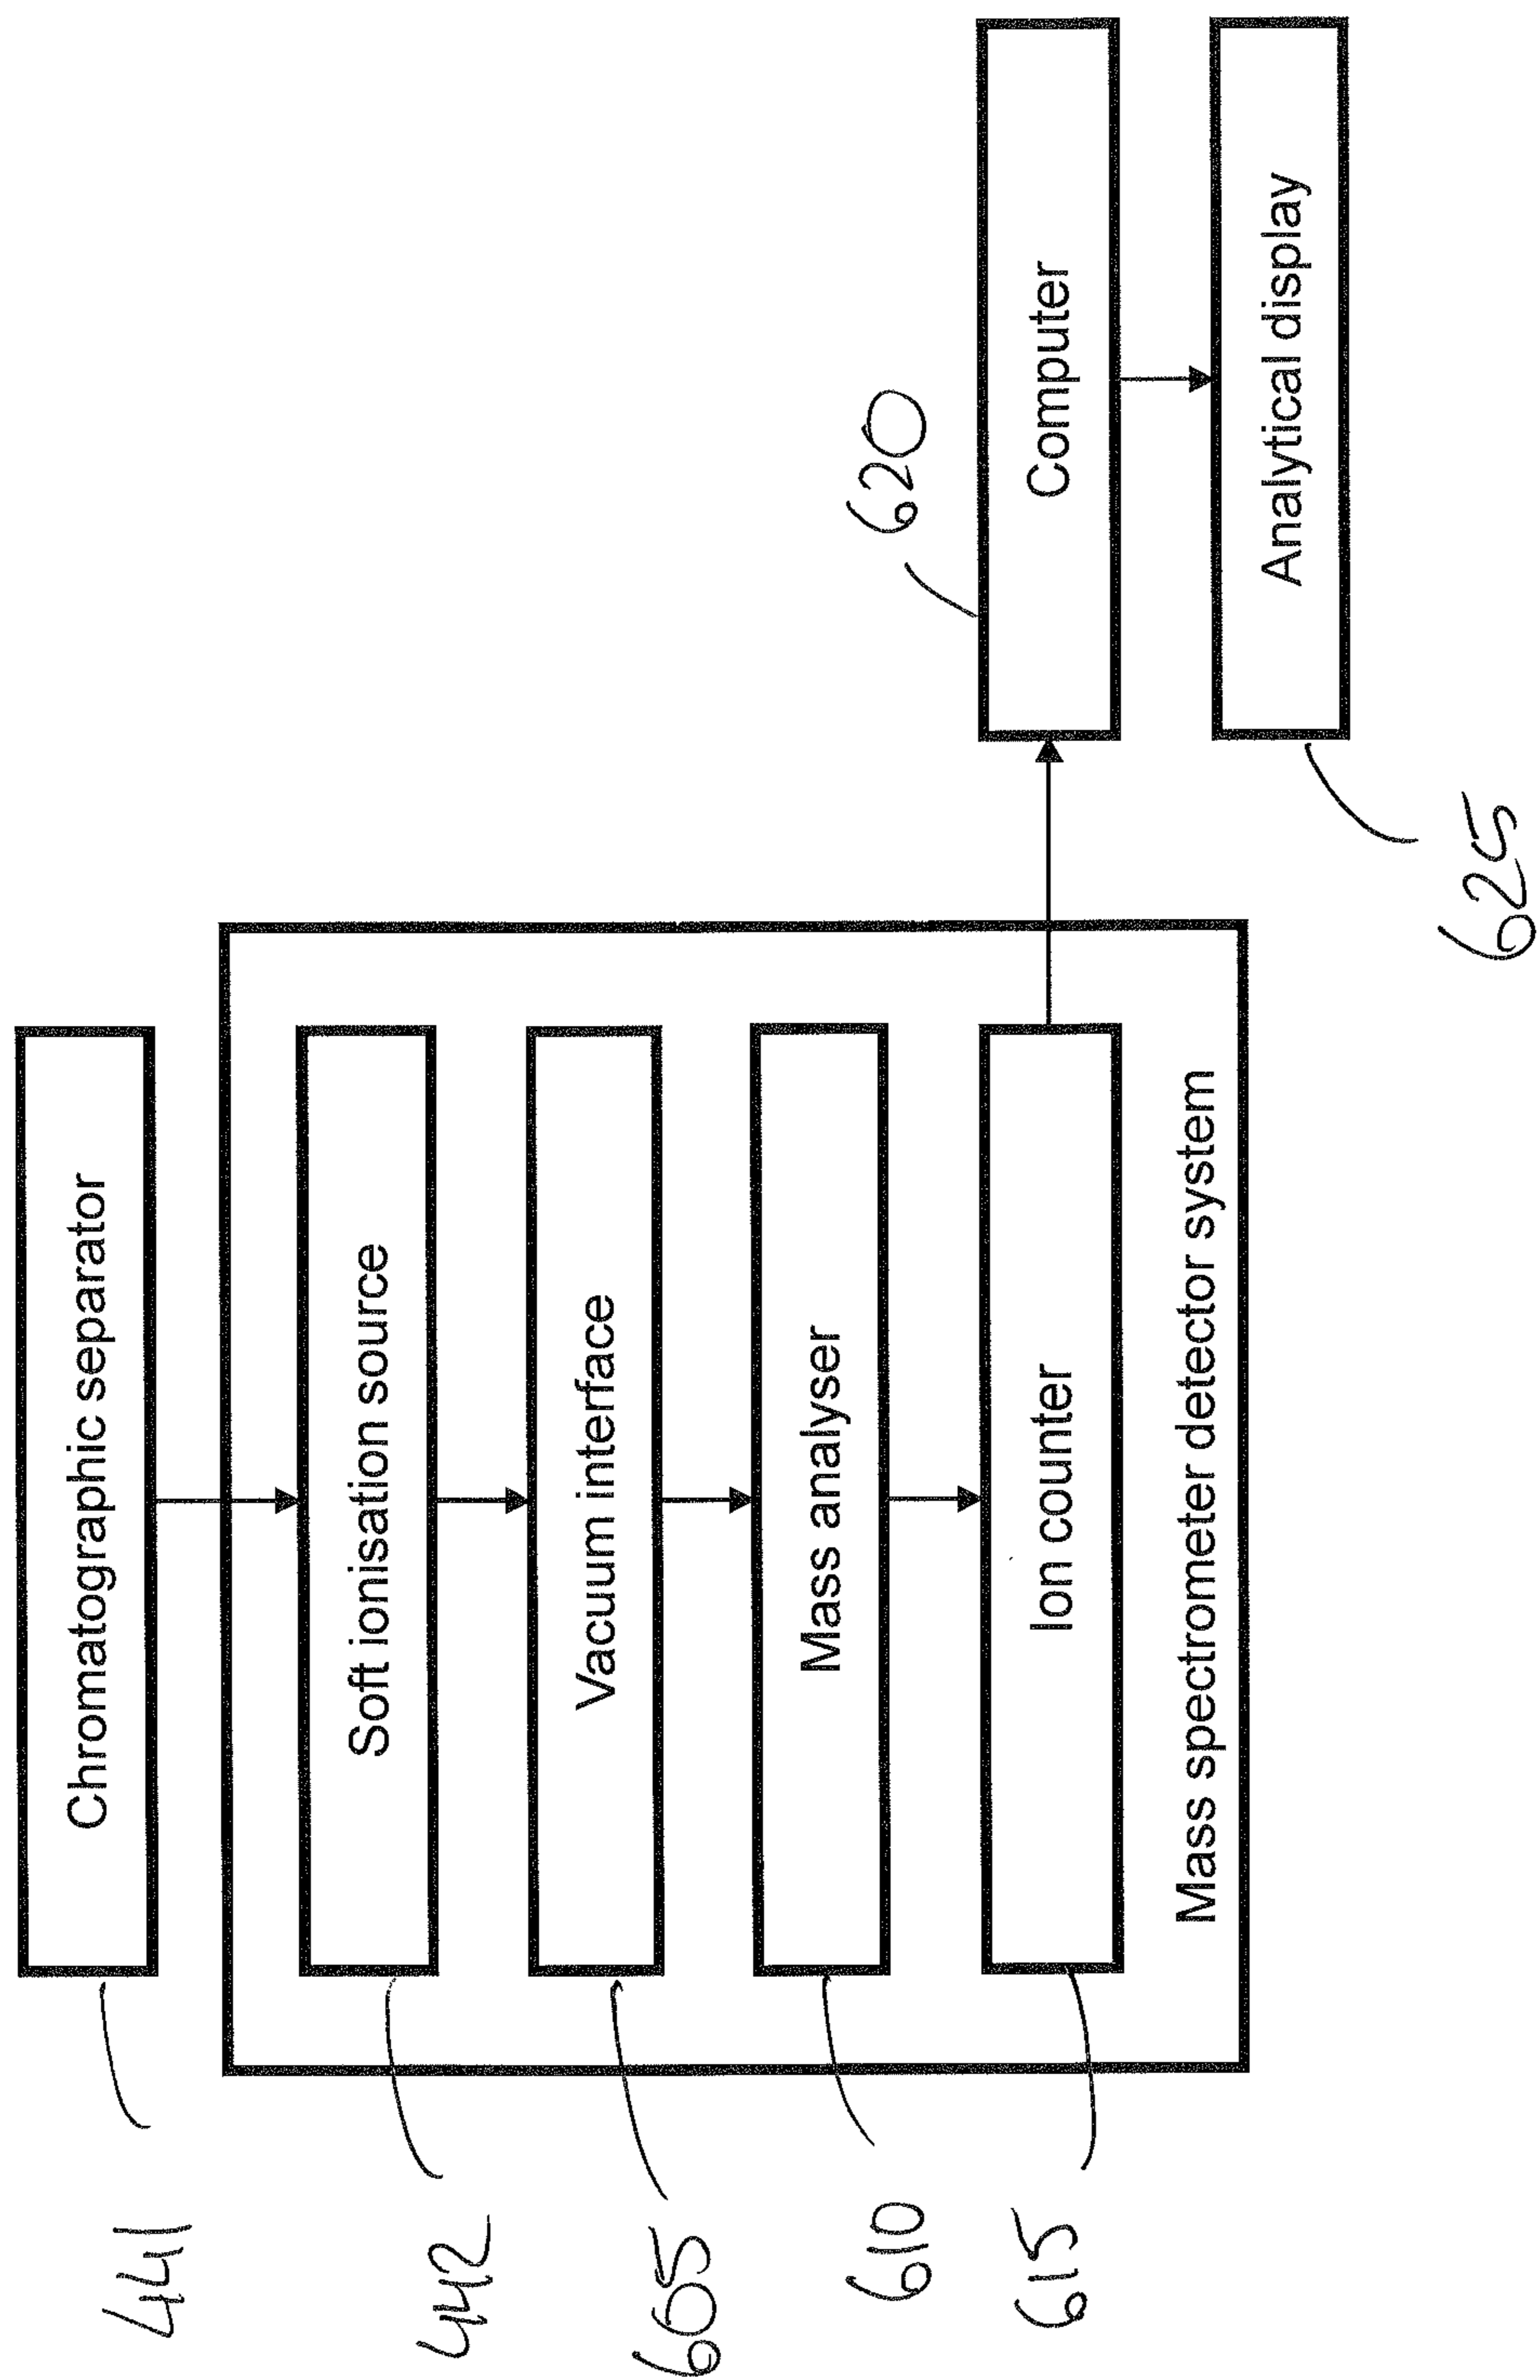 441
Chromatographic separator
442
Soft ionisation source
605
Vacuum interface
610
Mass analyser
615
Ion counter
Mass spectrometer detector system
620
Computer
625
Analytical display